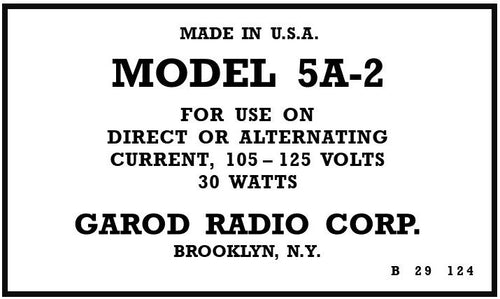 MADE IN U.S.A.
MODEL 5A-2
FOR USE ON
DIRECT OR ALTERNATING
CURRENT, 105–125 VOLTS
30 WATTS
GAROD RADIO CORP.
BROOKLYN, N.Y.
B 29 124